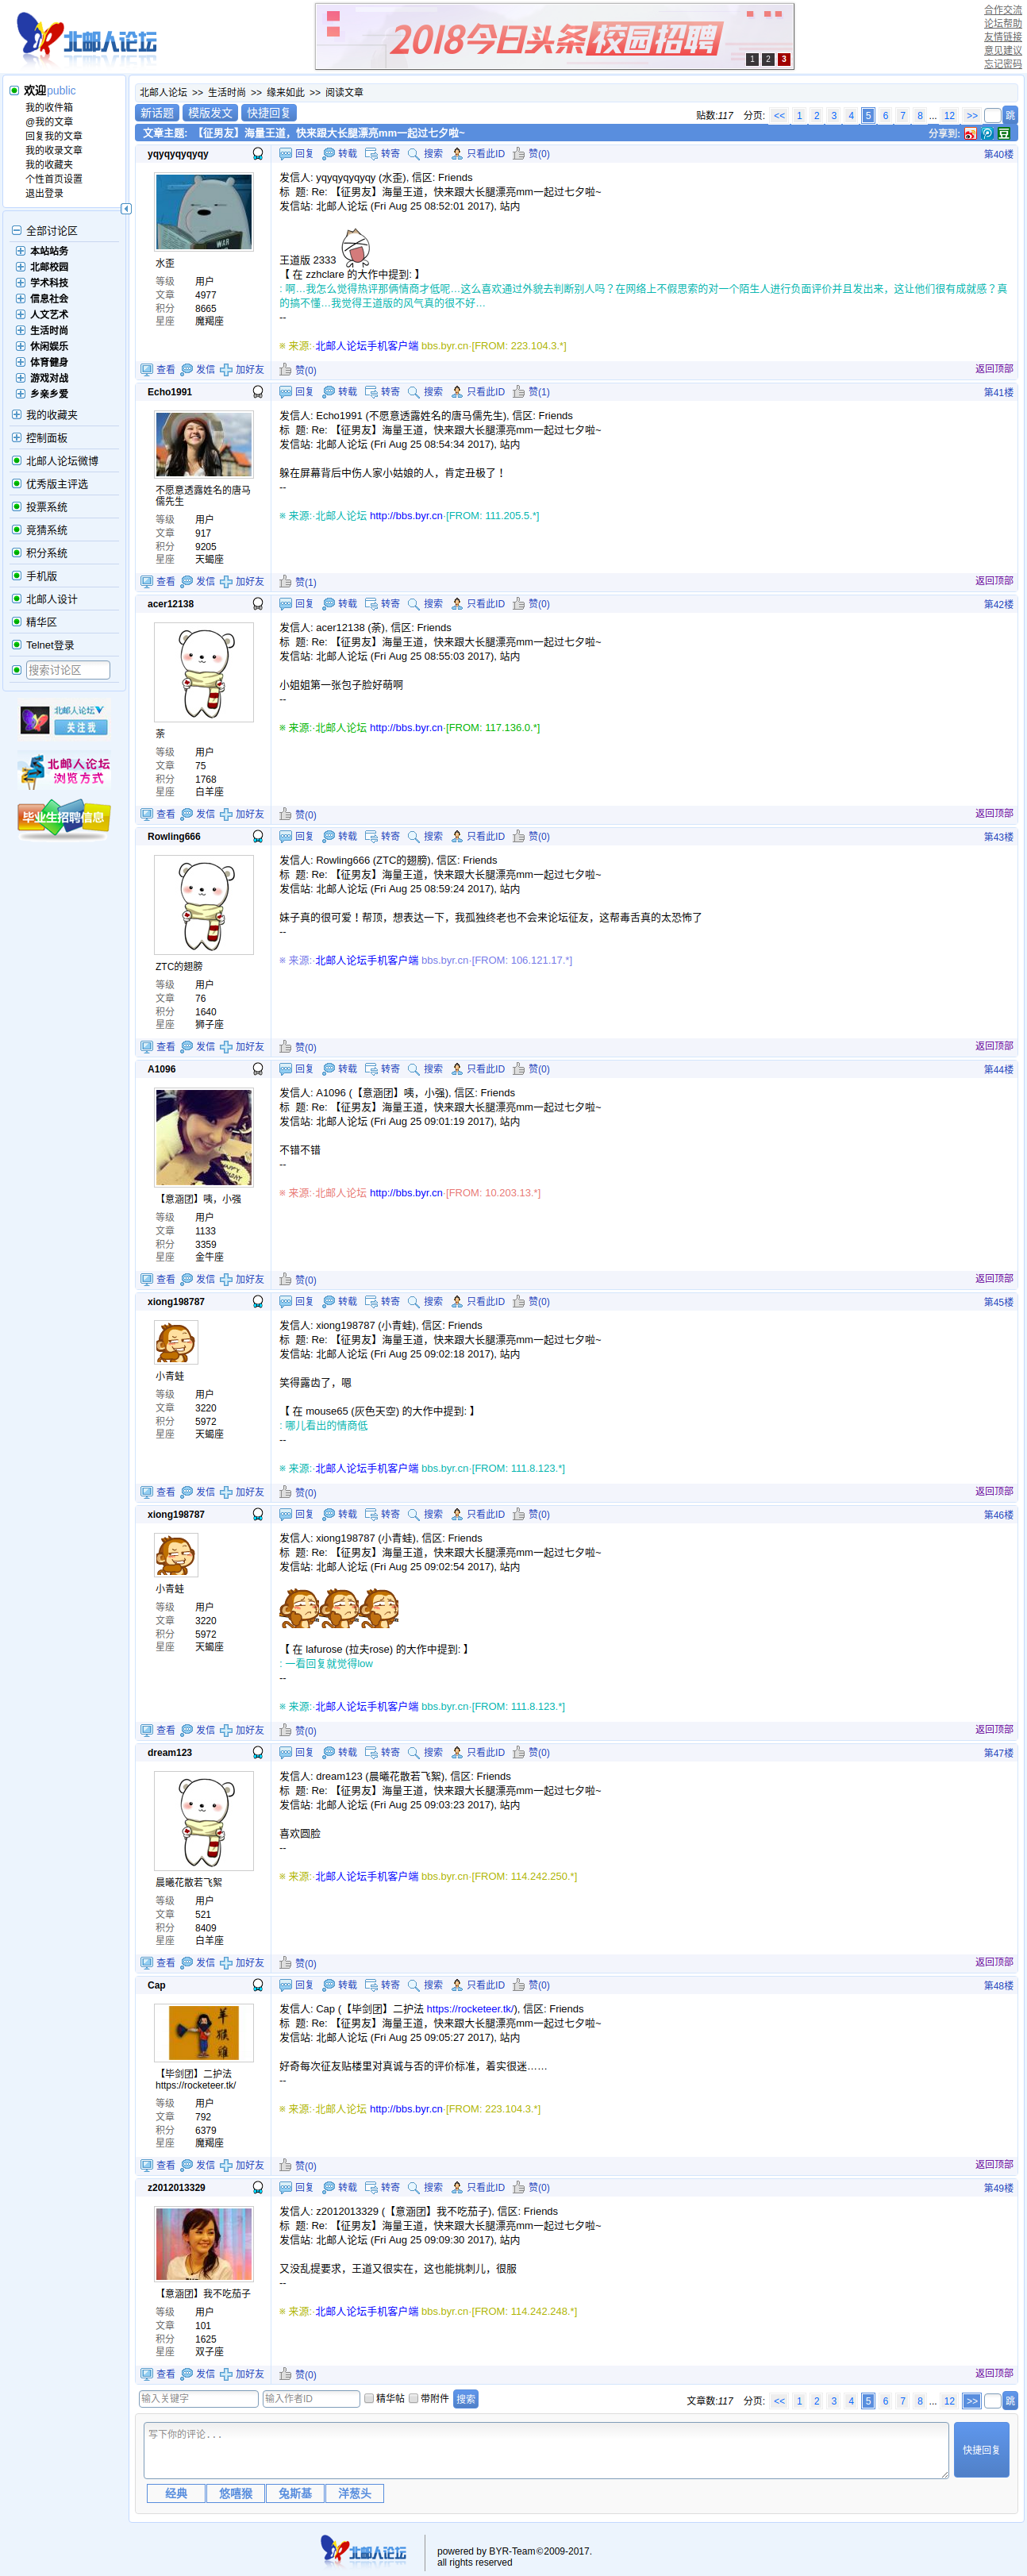 北邮人论坛
2018今日头条校园招聘
1 2 3
合作交流
论坛帮助
友情链接
意见建议
忘记密码
欢迎public
我的收件箱
@我的文章
回复我的文章
我的收录文章
我的收藏夹
个性首页设置
退出登录
全部讨论区
本站站务
北邮校园
学术科技
信息社会
人文艺术
生活时尚
休闲娱乐
体育健身
游戏对战
乡亲乡爱
我的收藏夹
控制面板
北邮人论坛微博
优秀版主评选
投票系统
竞猜系统
积分系统
手机版
北邮人设计
精华区
Telnet登录
搜索讨论区
北邮人论坛
关注我
北邮人论坛
浏览方式
毕业生招聘信息
北邮人论坛 >> 生活时尚 >> 缘来如此 >> 阅读文章
新话题 模版发文 快捷回复
贴数:117 分页: << 1 2 3 4 5 6 7 8 ... 12 >> 跳
文章主题: 【征男友】海量王道，快来跟大长腿漂亮mm一起过七夕啦~
分享到:
yqyqyqyqyqy
回复 转载 转寄 搜索 只看此ID 赞(0) 第40楼
水歪
等级 用户
文章 4977
积分 8665
星座 魔羯座
发信人: yqyqyqyqyqy (水歪), 信区: Friends
标 题: Re: 【征男友】海量王道，快来跟大长腿漂亮mm一起过七夕啦~
发信站: 北邮人论坛 (Fri Aug 25 08:52:01 2017), 站内
王道版 2333
【 在 zzhclare 的大作中提到: 】
: 啊…我怎么觉得热评那俩情商才低呢…这么喜欢通过外貌去判断别人吗？在网络上不假思索的对一个陌生人进行负面评价并且发出来，这让他们很有成就感？真的搞不懂…我觉得王道版的风气真的很不好…
--
※ 来源:·北邮人论坛手机客户端 bbs.byr.cn·[FROM: 223.104.3.*]
查看 发信 加好友 赞(0) 返回顶部
Echo1991
回复 转载 转寄 搜索 只看此ID 赞(1) 第41楼
不愿意透露姓名的唐马儒先生
等级 用户
文章 917
积分 9205
星座 天蝎座
发信人: Echo1991 (不愿意透露姓名的唐马儒先生), 信区: Friends
标 题: Re: 【征男友】海量王道，快来跟大长腿漂亮mm一起过七夕啦~
发信站: 北邮人论坛 (Fri Aug 25 08:54:34 2017), 站内
躲在屏幕背后中伤人家小姑娘的人，肯定丑极了！
--
※ 来源:·北邮人论坛 http://bbs.byr.cn·[FROM: 111.205.5.*]
查看 发信 加好友 赞(1) 返回顶部
acer12138
回复 转载 转寄 搜索 只看此ID 赞(0) 第42楼
荼
等级 用户
文章 75
积分 1768
星座 白羊座
发信人: acer12138 (荼), 信区: Friends
标 题: Re: 【征男友】海量王道，快来跟大长腿漂亮mm一起过七夕啦~
发信站: 北邮人论坛 (Fri Aug 25 08:55:03 2017), 站内
小姐姐第一张包子脸好萌啊
--
※ 来源:·北邮人论坛 http://bbs.byr.cn·[FROM: 117.136.0.*]
查看 发信 加好友 赞(0) 返回顶部
Rowling666
回复 转载 转寄 搜索 只看此ID 赞(0) 第43楼
ZTC的翅膀
等级 用户
文章 76
积分 1640
星座 狮子座
发信人: Rowling666 (ZTC的翅膀), 信区: Friends
标 题: Re: 【征男友】海量王道，快来跟大长腿漂亮mm一起过七夕啦~
发信站: 北邮人论坛 (Fri Aug 25 08:59:24 2017), 站内
妹子真的很可爱！帮顶，想表达一下，我孤独终老也不会来论坛征友，这帮毒舌真的太恐怖了
--
※ 来源:·北邮人论坛手机客户端 bbs.byr.cn·[FROM: 106.121.17.*]
查看 发信 加好友 赞(0) 返回顶部
A1096
回复 转载 转寄 搜索 只看此ID 赞(0) 第44楼
HAPPY
【意涵团】咦，小强
等级 用户
文章 1133
积分 3359
星座 金牛座
发信人: A1096 (【意涵团】咦，小强), 信区: Friends
标 题: Re: 【征男友】海量王道，快来跟大长腿漂亮mm一起过七夕啦~
发信站: 北邮人论坛 (Fri Aug 25 09:01:19 2017), 站内
不错不错
--
※ 来源:·北邮人论坛 http://bbs.byr.cn·[FROM: 10.203.13.*]
查看 发信 加好友 赞(0) 返回顶部
xiong198787
回复 转载 转寄 搜索 只看此ID 赞(0) 第45楼
小青蛙
等级 用户
文章 3220
积分 5972
星座 天蝎座
发信人: xiong198787 (小青蛙), 信区: Friends
标 题: Re: 【征男友】海量王道，快来跟大长腿漂亮mm一起过七夕啦~
发信站: 北邮人论坛 (Fri Aug 25 09:02:18 2017), 站内
笑得露齿了，嗯
【 在 mouse65 (灰色天空) 的大作中提到: 】
: 哪儿看出的情商低
--
※ 来源:·北邮人论坛手机客户端 bbs.byr.cn·[FROM: 111.8.123.*]
查看 发信 加好友 赞(0) 返回顶部
xiong198787
回复 转载 转寄 搜索 只看此ID 赞(0) 第46楼
小青蛙
等级 用户
文章 3220
积分 5972
星座 天蝎座
发信人: xiong198787 (小青蛙), 信区: Friends
标 题: Re: 【征男友】海量王道，快来跟大长腿漂亮mm一起过七夕啦~
发信站: 北邮人论坛 (Fri Aug 25 09:02:54 2017), 站内
【 在 lafurose (拉夫rose) 的大作中提到: 】
: 一看回复就觉得low
--
※ 来源:·北邮人论坛手机客户端 bbs.byr.cn·[FROM: 111.8.123.*]
查看 发信 加好友 赞(0) 返回顶部
dream123
回复 转载 转寄 搜索 只看此ID 赞(0) 第47楼
晨曦花散若飞絮
等级 用户
文章 521
积分 8409
星座 白羊座
发信人: dream123 (晨曦花散若飞絮), 信区: Friends
标 题: Re: 【征男友】海量王道，快来跟大长腿漂亮mm一起过七夕啦~
发信站: 北邮人论坛 (Fri Aug 25 09:03:23 2017), 站内
喜欢圆脸
--
※ 来源:·北邮人论坛手机客户端 bbs.byr.cn·[FROM: 114.242.250.*]
查看 发信 加好友 赞(0) 返回顶部
Cap
回复 转载 转寄 搜索 只看此ID 赞(0) 第48楼
羊猴雞
【毕剑团】二护法
https://rocketeer.tk/
等级 用户
文章 792
积分 6379
星座 魔羯座
发信人: Cap (【毕剑团】二护法 https://rocketeer.tk/), 信区: Friends
标 题: Re: 【征男友】海量王道，快来跟大长腿漂亮mm一起过七夕啦~
发信站: 北邮人论坛 (Fri Aug 25 09:05:27 2017), 站内
好奇每次征友贴楼里对真诚与否的评价标准，着实很迷……
--
※ 来源:·北邮人论坛 http://bbs.byr.cn·[FROM: 223.104.3.*]
查看 发信 加好友 赞(0) 返回顶部
z2012013329
回复 转载 转寄 搜索 只看此ID 赞(0) 第49楼
【意涵团】我不吃茄子
等级 用户
文章 101
积分 1625
星座 双子座
发信人: z2012013329 (【意涵团】我不吃茄子), 信区: Friends
标 题: Re: 【征男友】海量王道，快来跟大长腿漂亮mm一起过七夕啦~
发信站: 北邮人论坛 (Fri Aug 25 09:09:30 2017), 站内
又没乱提要求，王道又很实在，这也能挑刺儿，很服
--
※ 来源:·北邮人论坛手机客户端 bbs.byr.cn·[FROM: 114.242.248.*]
查看 发信 加好友 赞(0) 返回顶部
输入关键字 输入作者ID 精华帖 带附件 搜索
文章数:117 分页: << 1 2 3 4 5 6 7 8 ... 12 >> 跳
写下你的评论...
快捷回复
经典 悠嘻猴 兔斯基 洋葱头
北邮人论坛
powered by BYR-Team©2009-2017.
all rights reserved